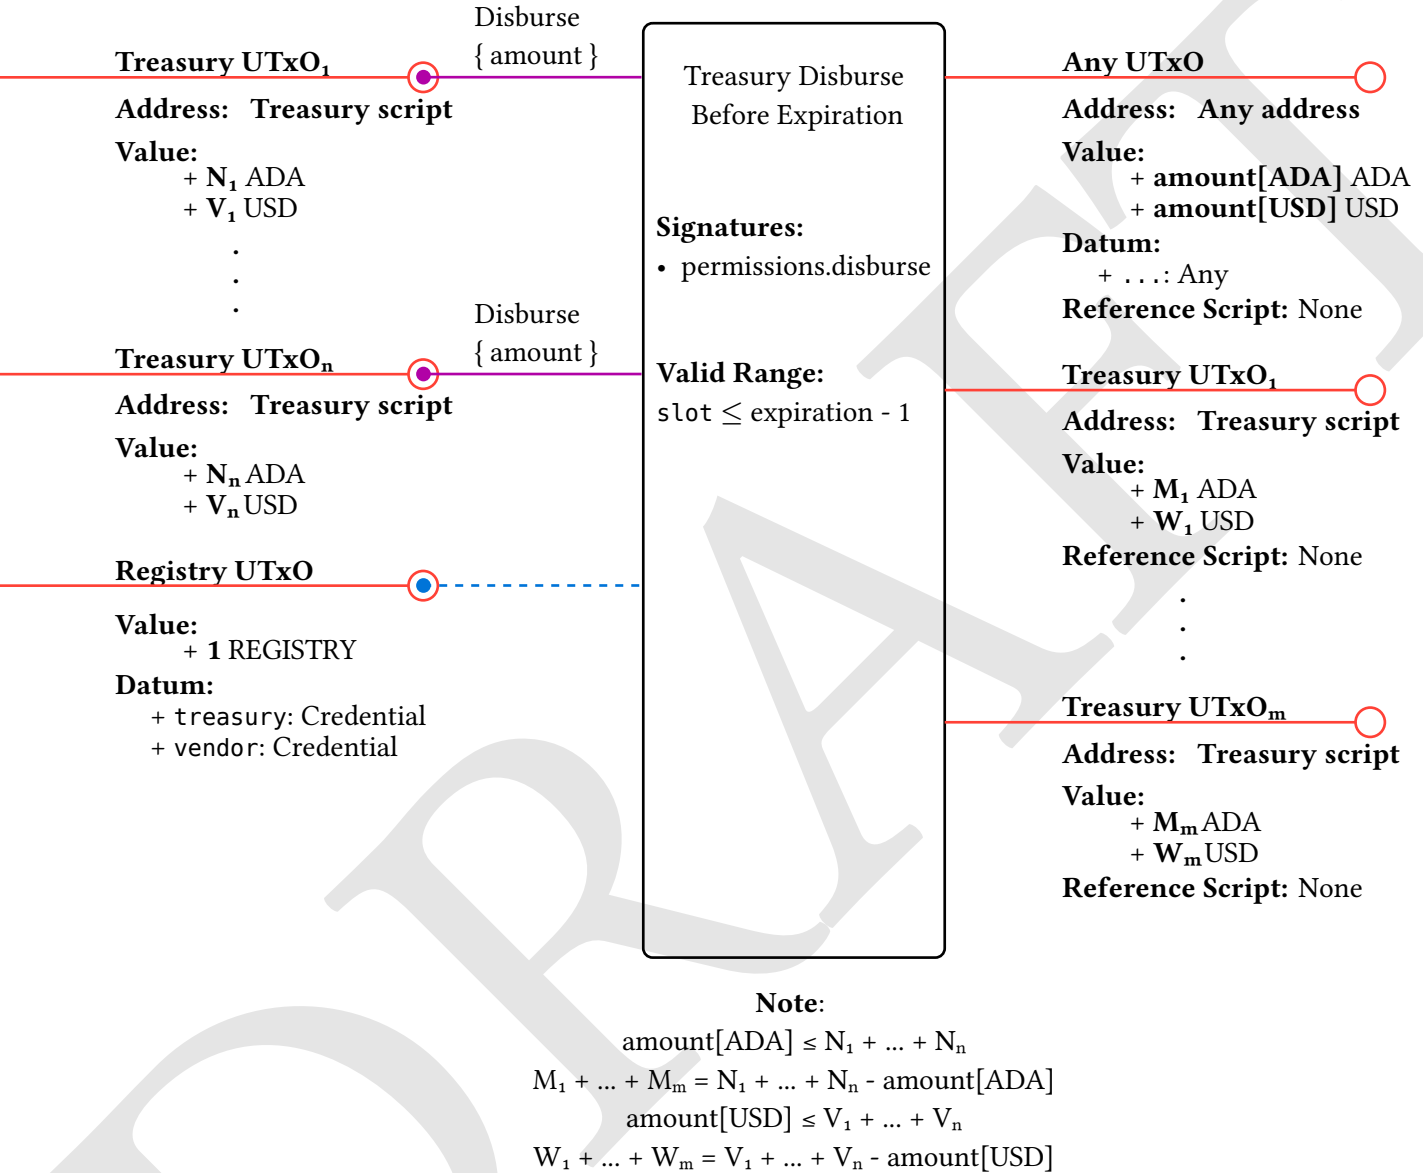 Disburse
{ amount }
Treasury UTxO₁
Address: Treasury script
Value:
+ N₁ ADA
+ V₁ USD
.
.
.
Disburse
{ amount }
Treasury UTxOₙ
Address: Treasury script
Value:
+ Nₙ ADA
+ Vₙ USD
Registry UTxO
Value:
+ 1 REGISTRY
Datum:
+ treasury: Credential
+ vendor: Credential
Treasury Disburse
Before Expiration
Signatures:
• permissions.disburse
Valid Range:
slot ≤ expiration - 1
Any UTxO
Address: Any address
Value:
+ amount[ADA] ADA
+ amount[USD] USD
Datum:
+ ...: Any
Reference Script: None
Treasury UTxO₁
Address: Treasury script
Value:
+ M₁ ADA
+ W₁ USD
Reference Script: None
.
.
.
Treasury UTxOₘ
Address: Treasury script
Value:
+ Mₘ ADA
+ Wₘ USD
Reference Script: None
Note:
amount[ADA] ≤ N₁ + ... + Nₙ
M₁ + ... + Mₘ = N₁ + ... + Nₙ - amount[ADA]
amount[USD] ≤ V₁ + ... + Vₙ
W₁ + ... + Wₘ = V₁ + ... + Vₙ - amount[USD]
DRAFT